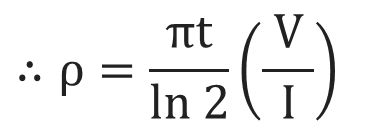 ∴ ρ = πt / ln 2 (V / I)